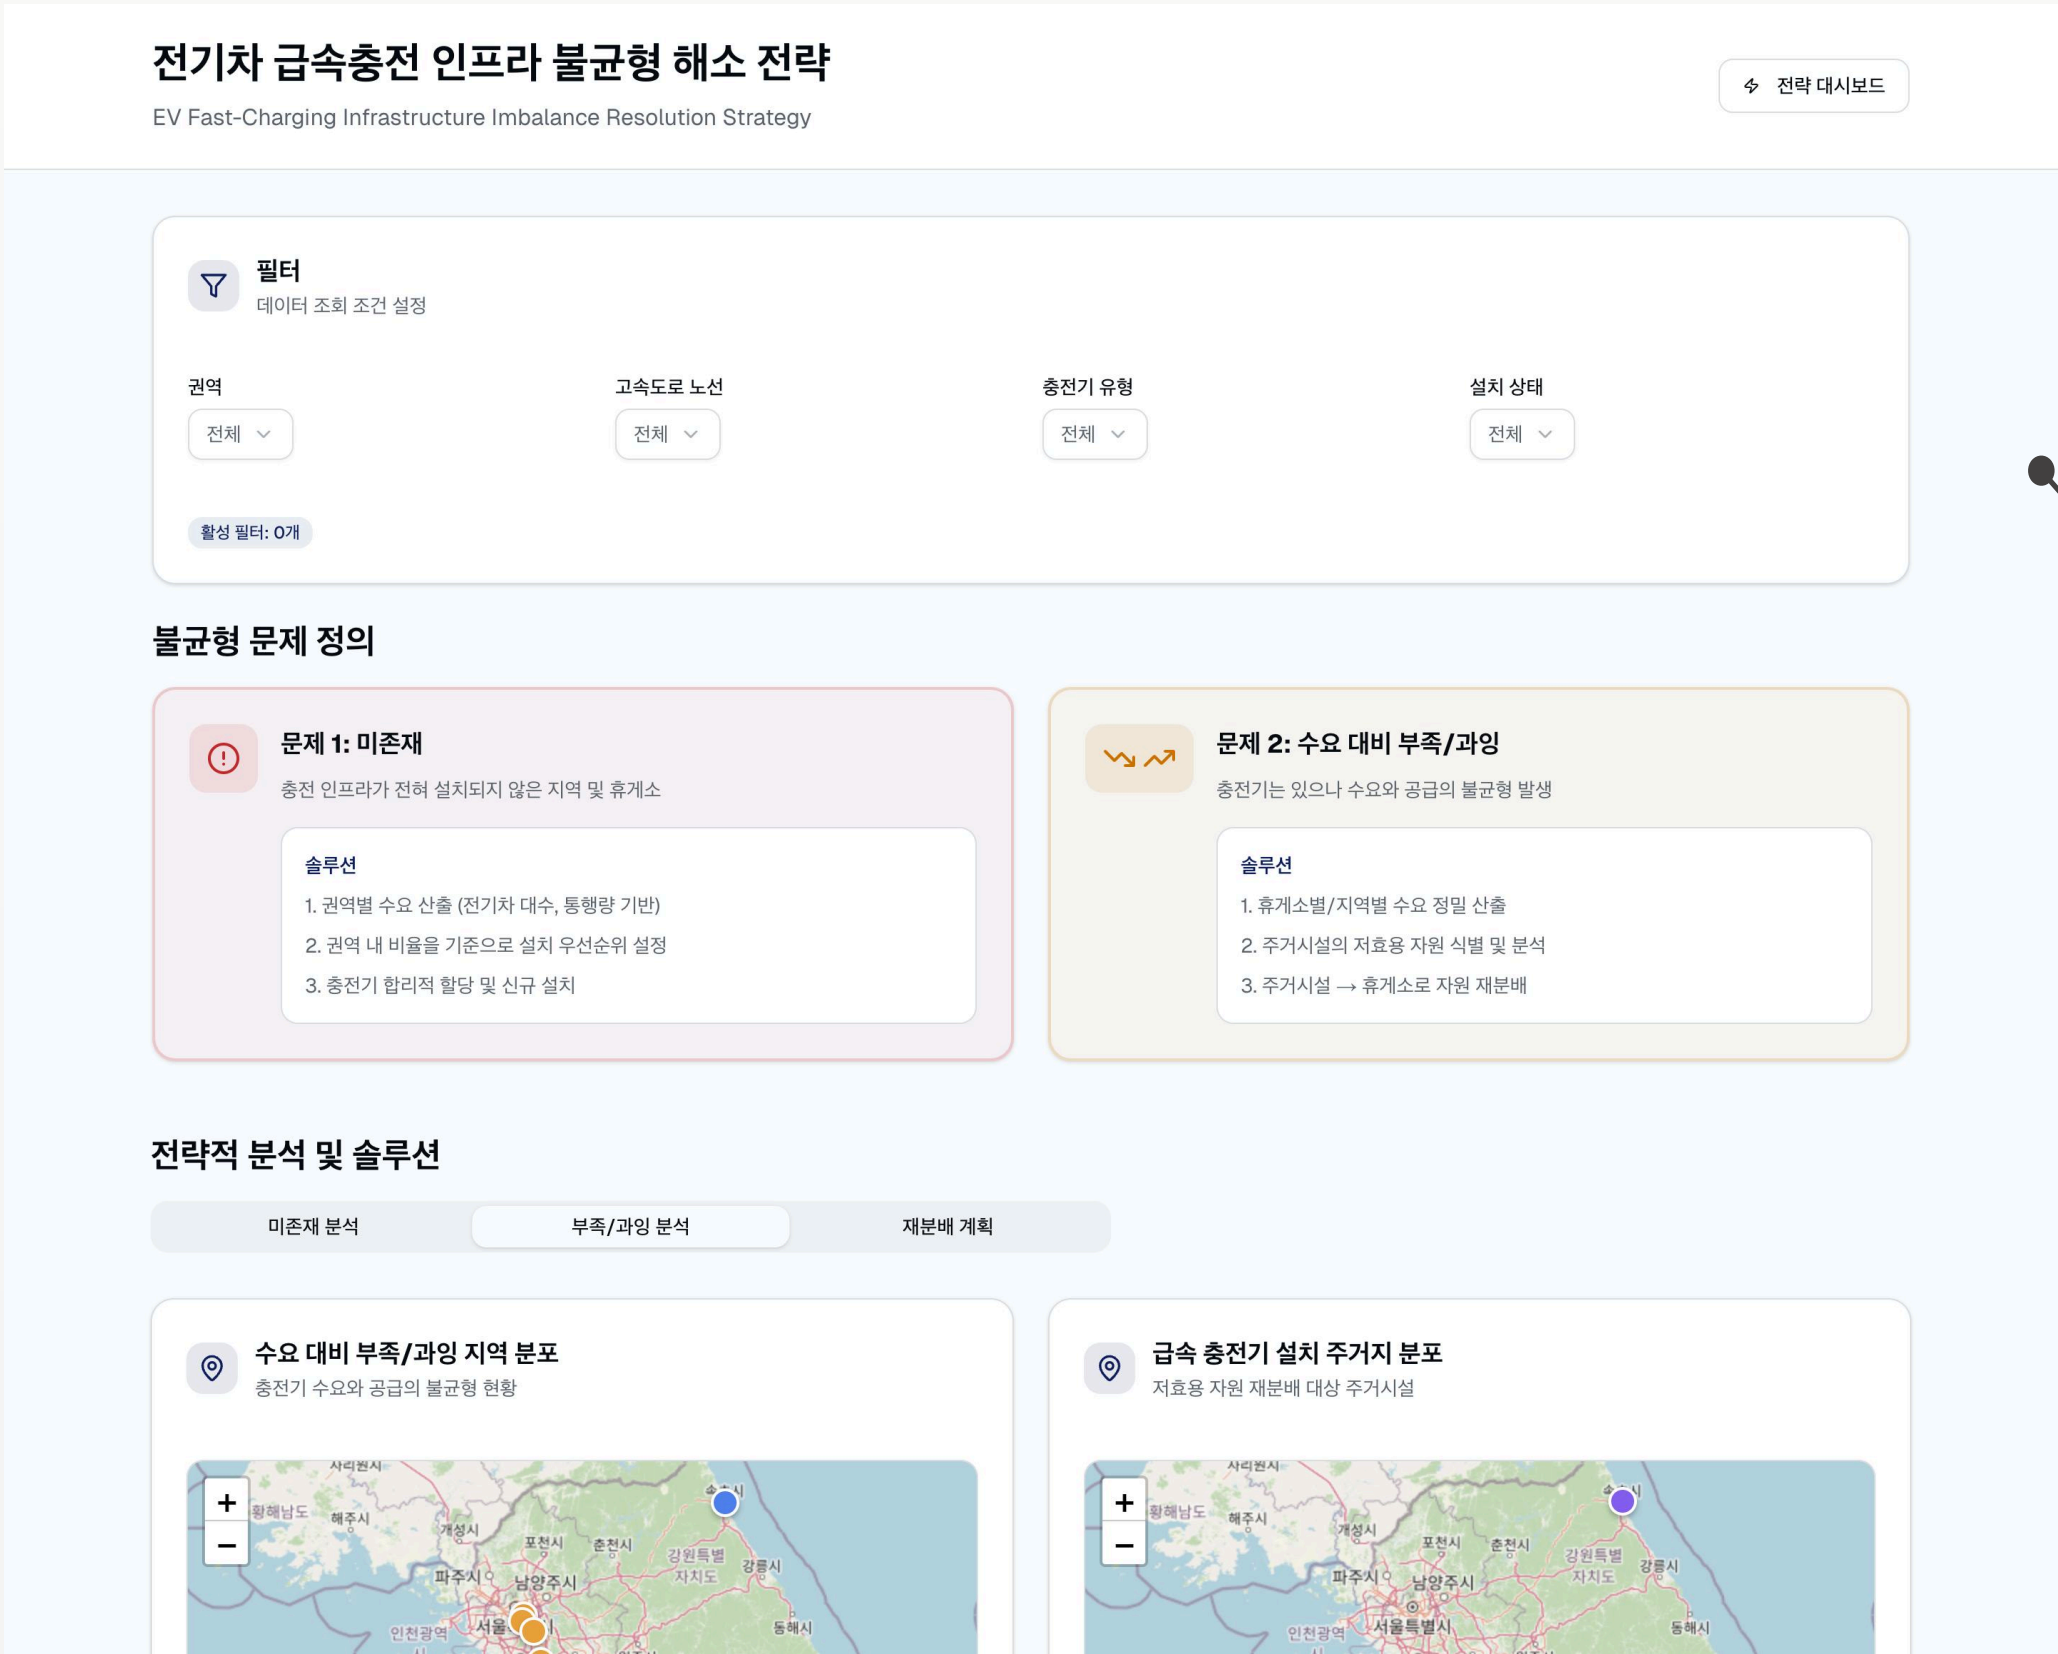 전기차 급속충전 인프라 불균형 해소 전략
EV Fast-Charging Infrastructure Imbalance Resolution Strategy
전략 대시보드
필터
데이터 조회 조건 설정
권역
고속도로 노선
충전기 유형
설치 상태
전체
전체
전체
전체
활성 필터: 0개
불균형 문제 정의
문제 1: 미존재
충전 인프라가 전혀 설치되지 않은 지역 및 휴게소
솔루션
1. 권역별 수요 산출 (전기차 대수, 통행량 기반)
2. 권역 내 비율을 기준으로 설치 우선순위 설정
3. 충전기 합리적 할당 및 신규 설치
문제 2: 수요 대비 부족/과잉
충전기는 있으나 수요와 공급의 불균형 발생
솔루션
1. 휴게소별/지역별 수요 정밀 산출
2. 주거시설의 저효용 자원 식별 및 분석
3. 주거시설 → 휴게소로 자원 재분배
전략적 분석 및 솔루션
미존재 분석
부족/과잉 분석
재분배 계획
수요 대비 부족/과잉 지역 분포
충전기 수요와 공급의 불균형 현황
+
−
사리원시
황해남도
해주시
개성시
포천시
춘천시
강원특별
자치도
강릉시
파주시
남양주시
인천광역
동해시
급속 충전기 설치 주거지 분포
저효용 자원 재분배 대상 주거시설
+
−
사리원시
황해남도
해주시
개성시
포천시
춘천시
강원특별
자치도
강릉시
파주시
남양주시
인천광역
서울특별시
동해시